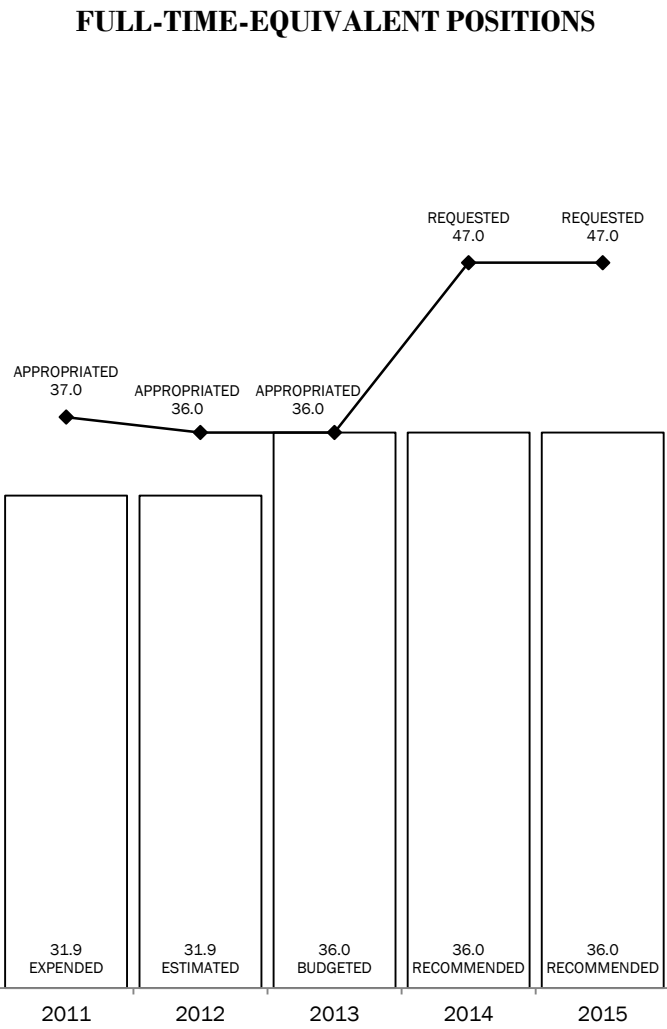 FULL-TIME-EQUIVALENT POSITIONS
REQUESTED
47.0
REQUESTED
47.0
APPROPRIATED
37.0
APPROPRIATED
36.0
APPROPRIATED
36.0
31.9
EXPENDED
31.9
ESTIMATED
36.0
BUDGETED
36.0
RECOMMENDED
36.0
RECOMMENDED
2011
2012
2013
2014
2015